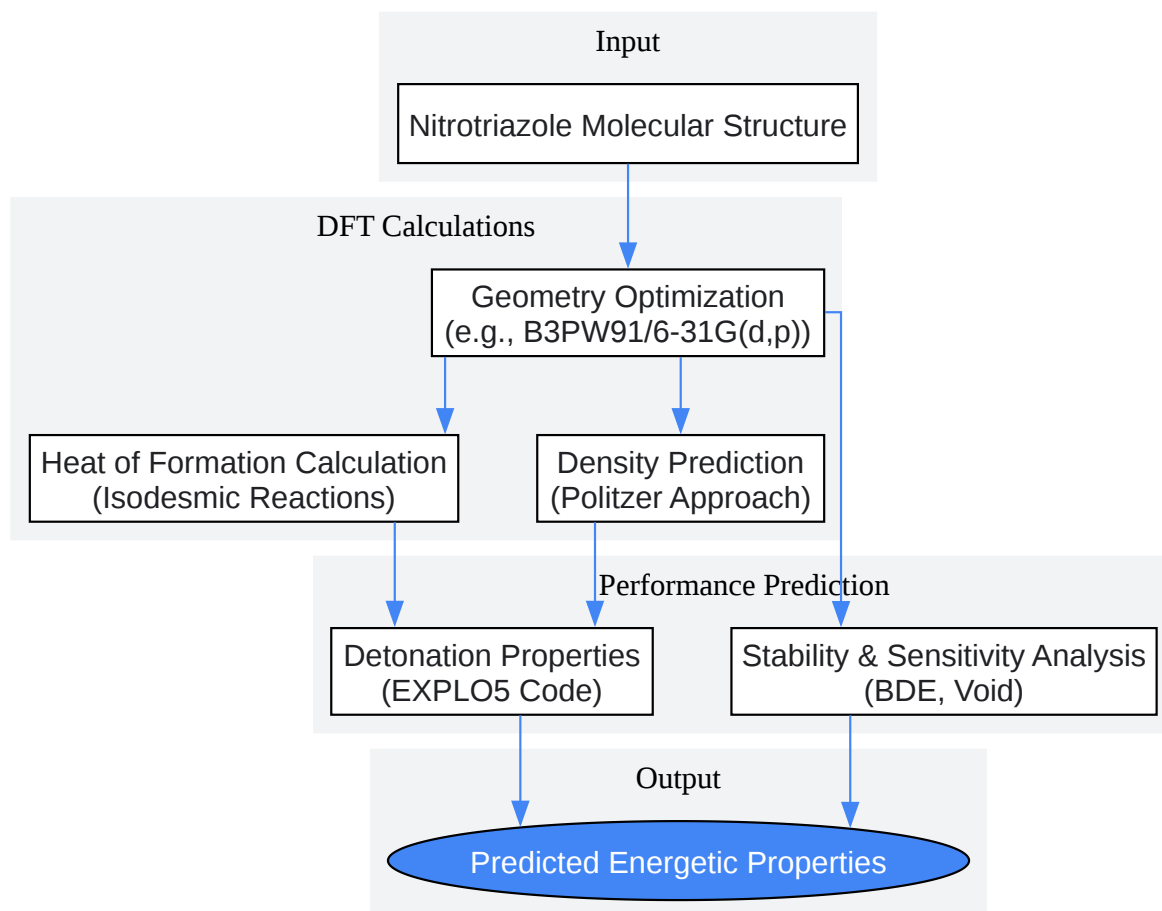 Input
Nitrotriazole Molecular Structure
DFT Calculations
Geometry Optimization
(e.g., B3PW91/6-31G(d,p))
Heat of Formation Calculation
(Isodesmic Reactions)
Density Prediction
(Politzer Approach)
Performance Prediction
Detonation Properties
(EXPLO5 Code)
Stability & Sensitivity Analysis
(BDE, Void)
Output
Predicted Energetic Properties